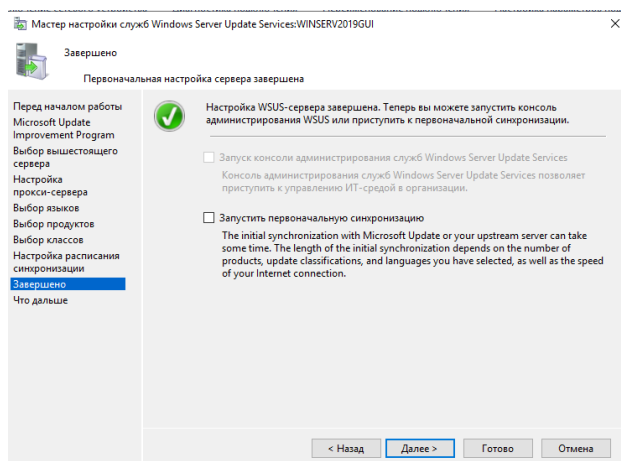 Мастер настройки служб Windows Server Update Services:WINSERV2019GUI
Завершено
Первоначальная настройка сервера завершена
Перед началом работы
Microsoft Update
Improvement Program
Выбор вышестоящего
сервера
Настройка
прокси-сервера
Выбор языков
Выбор продуктов
Выбор классов
Настройка расписания
синхронизации
Завершено
Что дальше
Настройка WSUS-сервера завершена. Теперь вы можете запустить консоль
администрирования WSUS или приступить к первоначальной синхронизации.
Запуск консоли администрирования служб Windows Server Update Services
Консоль администрирования служб Windows Server Update Services позволяет
приступить к управлению ИТ-средой в организации.
Запустить первоначальную синхронизацию
The initial synchronization with Microsoft Update or your upstream server can take
some time. The length of the initial synchronization depends on the number of
products, update classifications, and languages you have selected, as well as the speed
of your Internet connection.
< Назад
Далее >
Готово
Отмена